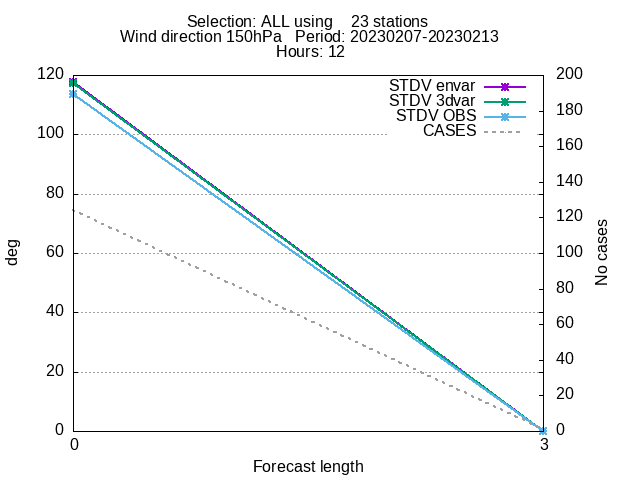 Selection: ALL using    23 stations
Wind direction 150hPa   Period: 20230207-20230213
Hours: 12
120
100
80
60
40
20
0
200
180
160
140
120
100
80
60
40
20
0
STDV envar
STDV 3dvar
STDV OBS
CASES
deg
No cases
0
3
Forecast length